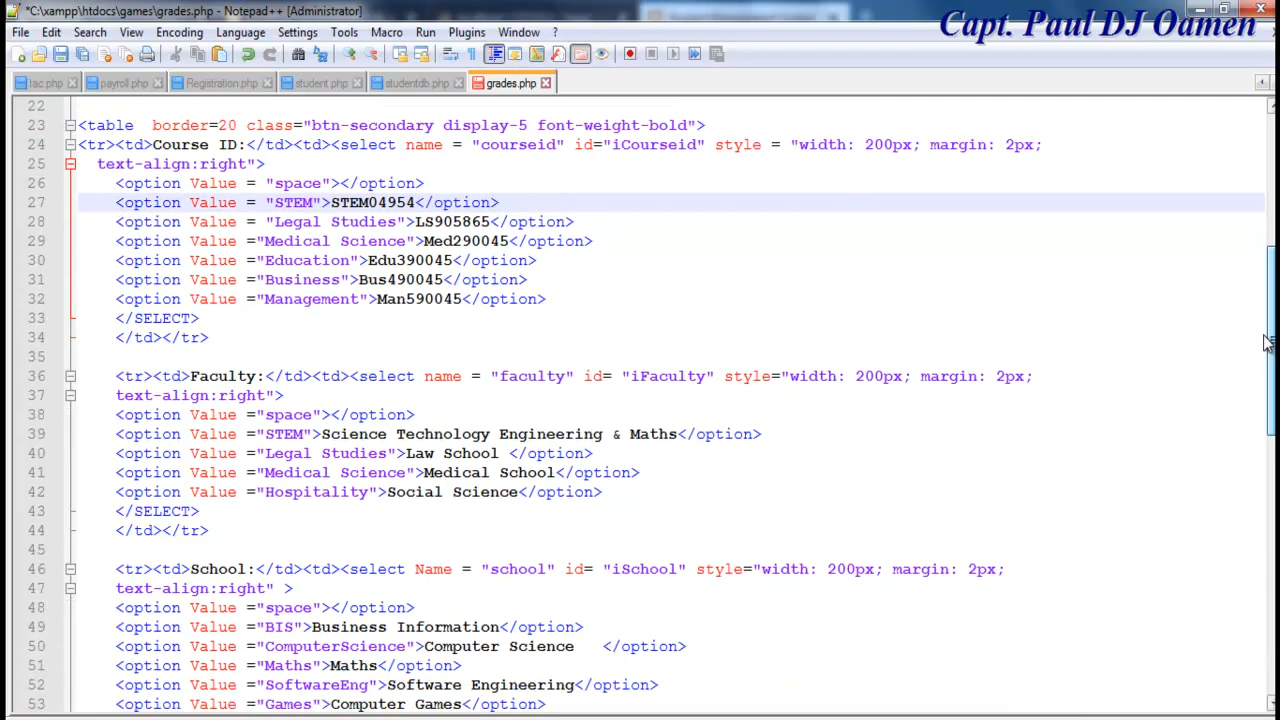 *C:\xampp\htdocs\games\grades.php - Notepad++ [Administrator]
Capt. Paul DJ Oamen
File Edit Search View Encoding Language Settings Tools Macro Run Plugins Window ?
tac.php payroll.php Registration.php student.php studentdb.php grades.php
22
23 <table  border=20 class="btn-secondary display-5 font-weight-bold">
24 <tr><td>Course ID:</td><td><select name = "courseid" id="iCourseid" style = "width: 200px; margin: 2px;
25 text-align:right">
26 <option Value = "space"></option>
27 <option Value = "STEM">STEM04954</option>
28 <option Value = "Legal Studies">LS905865</option>
29 <option Value ="Medical Science">Med290045</option>
30 <option Value ="Education">Edu390045</option>
31 <option Value ="Business">Bus490045</option>
32 <option Value ="Management">Man590045</option>
33 </SELECT>
34 </td></tr>
35
36 <tr><td>Faculty:</td><td><select name = "faculty" id= "iFaculty" style="width: 200px; margin: 2px;
37 text-align:right">
38 <option Value ="space"></option>
39 <option Value ="STEM">Science Technology Engineering & Maths</option>
40 <option Value ="Legal Studies">Law School </option>
41 <option Value ="Medical Science">Medical School</option>
42 <option Value ="Hospitality">Social Science</option>
43 </SELECT>
44 </td></tr>
45
46 <tr><td>School:</td><td><select Name = "school" id= "iSchool" style="width: 200px; margin: 2px;
47 text-align:right" >
48 <option Value ="space"></option>
49 <option Value ="BIS">Business Information</option>
50 <option Value ="ComputerScience">Computer Science   </option>
51 <option Value ="Maths">Maths</option>
52 <option Value ="SoftwareEng">Software Engineering</option>
53 <option Value ="Games">Computer Games</option>